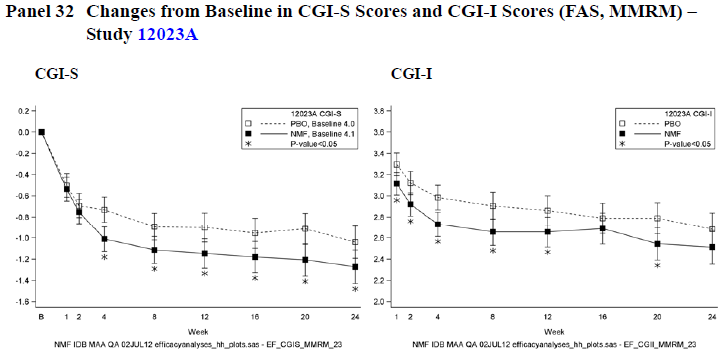 Panel 32 Changes from Baseline in CGI-S Scores and CGI-I Scores (FAS, MMRM) –
Study 12023A
CGI-S
CGI-I
12023A CGI-S
PBO, Baseline 4.0
NMF, Baseline 4.1
P-value<0.05
0.2
0.0
-0.2
-0.4
-0.6
-0.8
-1.0
-1.2
-1.4
-1.6
B 1 2 4 8 12 16 20 24
Week
NMF IDB MAA QA 02JUL12 efficacyanalyses_hh_plots.sas - EF_CGIS_MMRM_23
12023A CGI-I
PBO
NMF
P-value<0.05
3.8
3.6
3.4
3.2
3.0
2.8
2.6
2.4
2.2
2.0
1 2 4 8 12 16 20 24
Week
NMF IDB MAA QA 02JUL12 efficacyanalyses_hh_plots.sas - EF_CGII_MMRM_23